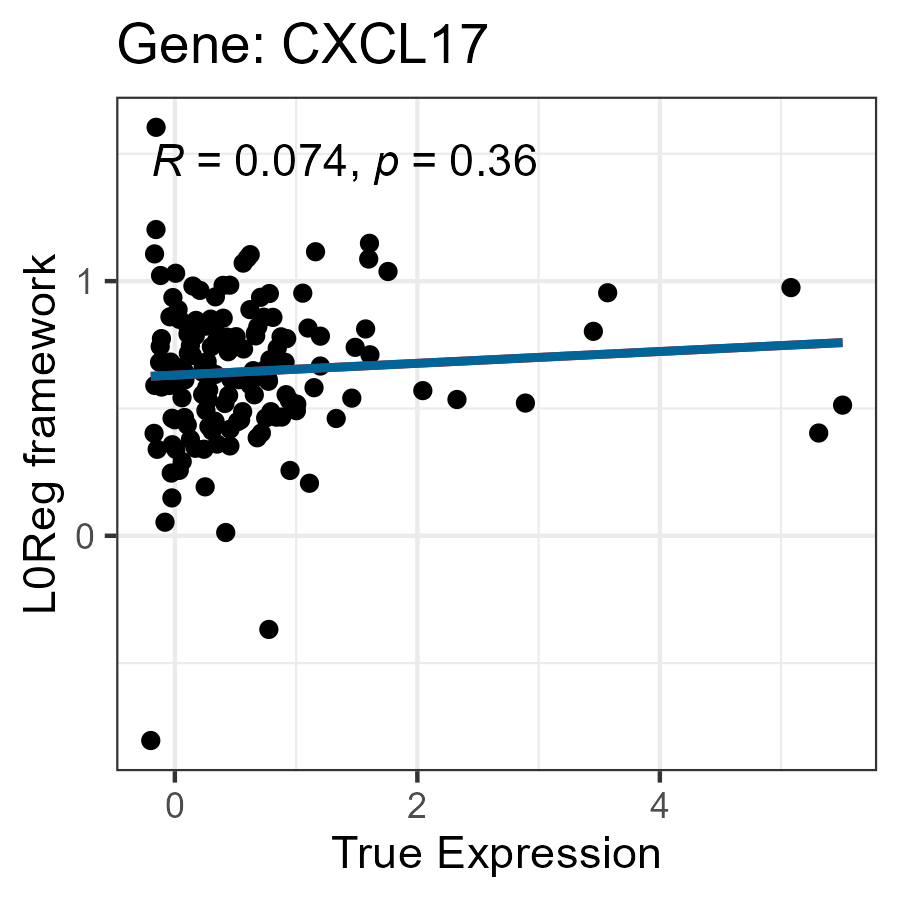 Gene: CXCL17
R = 0.074, p = 0.36
L0Reg framework
1
0
0
2
4
True Expression